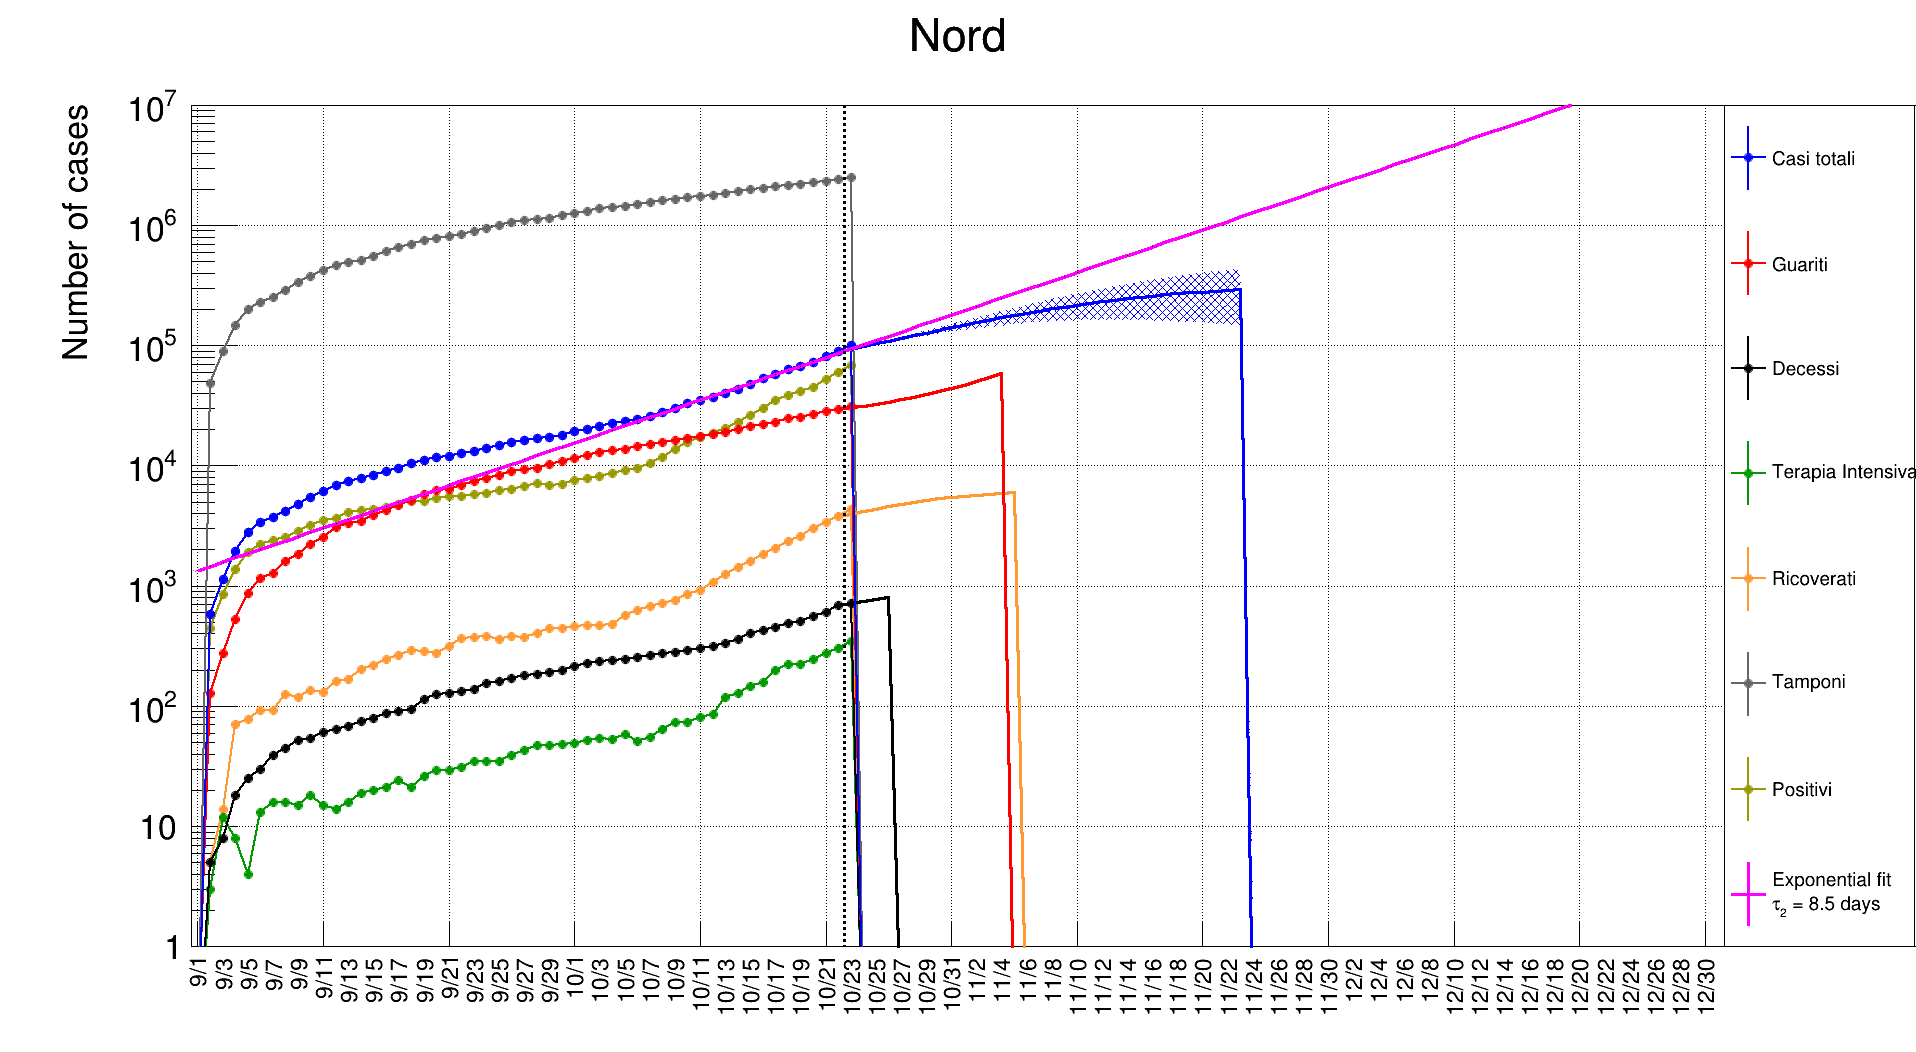 Nord
Number of cases
10^7
10^6
10^5
10^4
10^3
10^2
10
1
9/1 9/3 9/5 9/7 9/9 9/11 9/13 9/15 9/17 9/19 9/21 9/23 9/25 9/27 9/29 10/1 10/3 10/5 10/7 10/9 10/11 10/13 10/15 10/17 10/19 10/21 10/23 10/25 10/27 10/29 10/31 11/2 11/4 11/6 11/8 11/10 11/12 11/14 11/16 11/18 11/20 11/22 11/24 11/26 11/28 11/30 12/2 12/4 12/6 12/8 12/10 12/12 12/14 12/16 12/18 12/20 12/22 12/24 12/26 12/28 12/30
Casi totali
Guariti
Decessi
Terapia Intensiva
Ricoverati
Tamponi
Positivi
Exponential fit
τ_2 = 8.5 days